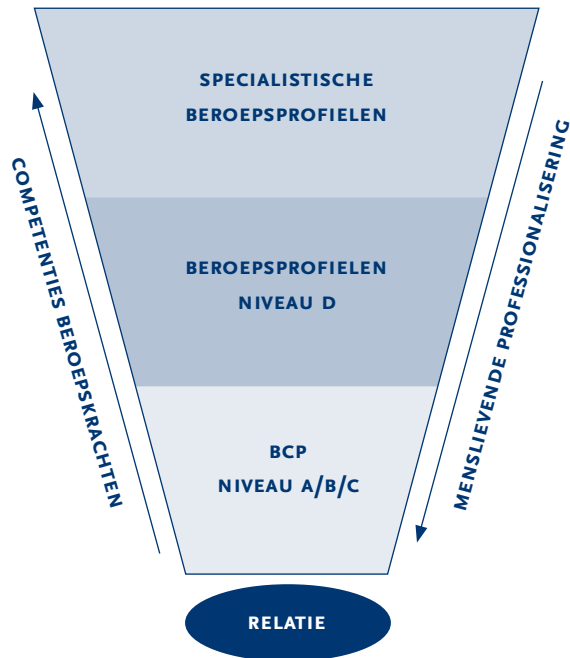 SPECIALISTISCHE
BEROEPSPROFIELEN
COMPETENTIES BEROEPSKRACHTEN
MENSLIEVENDE PROFESSIONALISERING
BEROEPSPROFIELEN
NIVEAU D
BCP
NIVEAU A/B/C
RELATIE